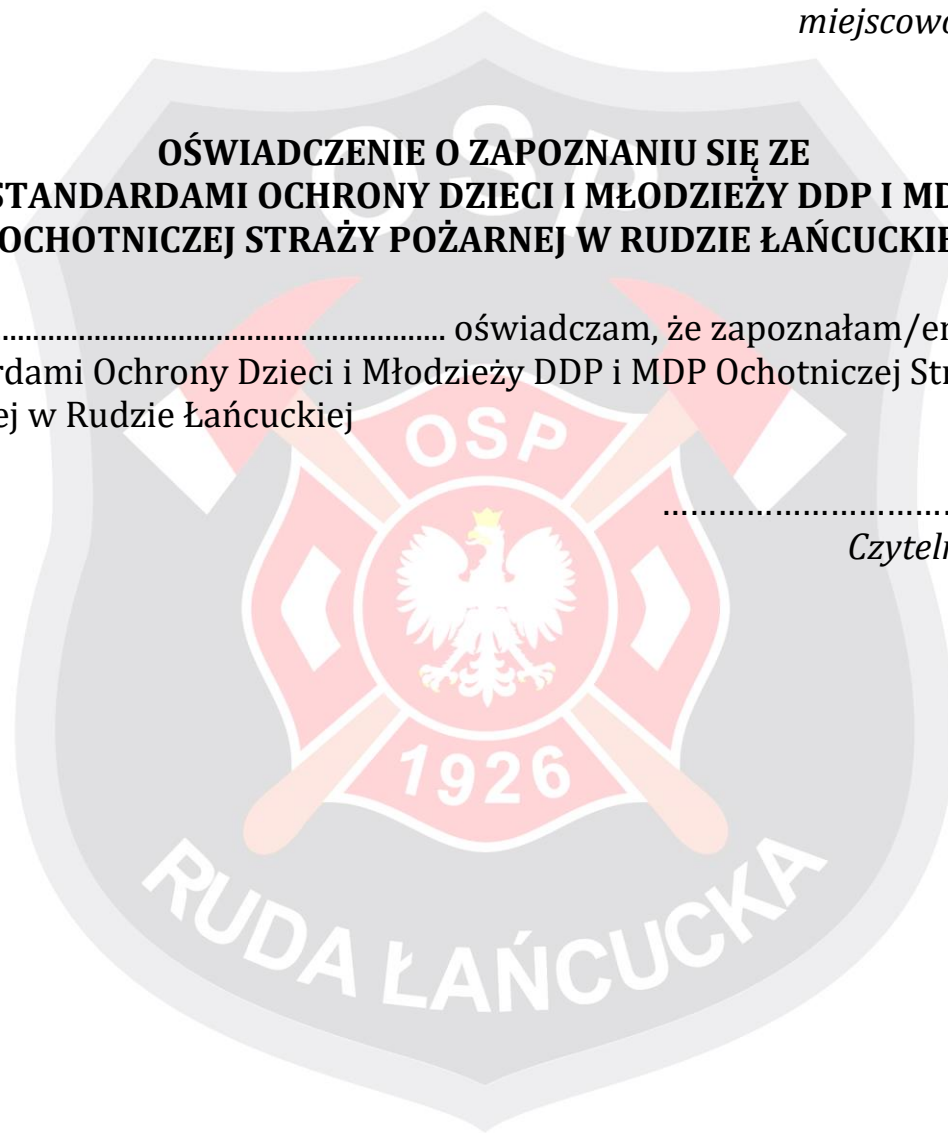 miejscowo
OŚWIADCZENIE O ZAPOZNANIU SIĘ ZE
STANDARDAMI OCHRONY DZIECI I MŁODZIEŻY DDP I MD
OCHOTNICZEJ STRAŻY POŻARNEJ W RUDZIE ŁAŃCUCKIE
........................................................................ oświadczam, że zapoznałam/em
rdami Ochrony Dzieci i Młodzieży DDP i MDP Ochotniczej Str
ej w Rudzie Łańcuckiej
…………………………
Czyteln
OSP
OSP
1926
RUDA ŁAŃCUCKA